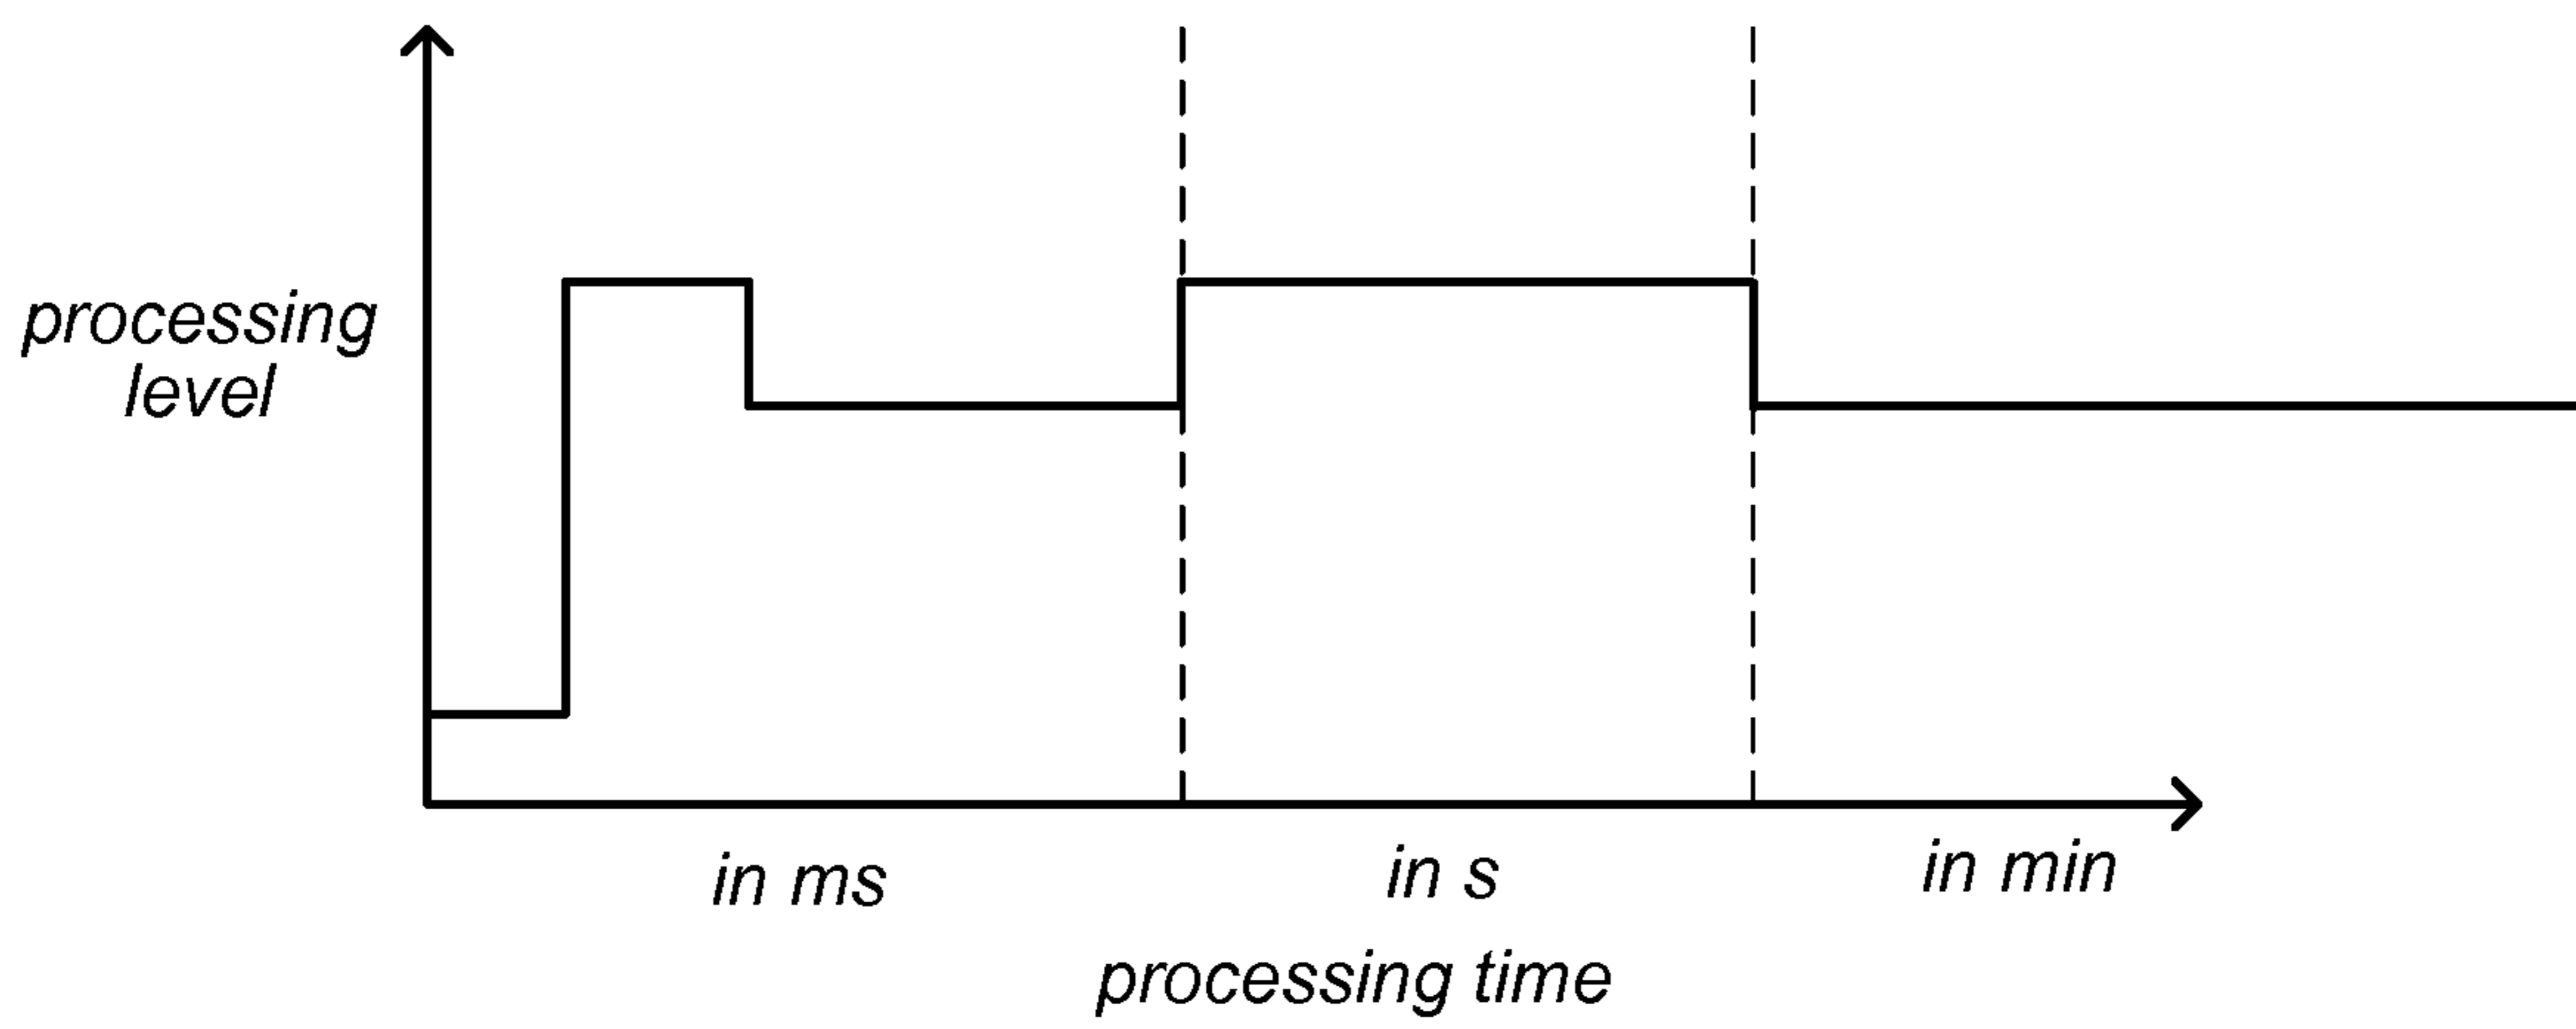 processing
level
in ms
in s
in min
processing time